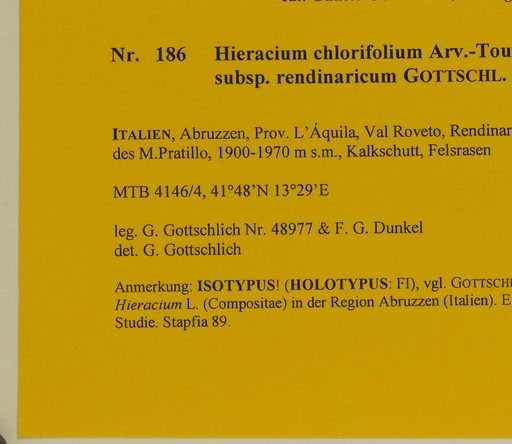 Nr. 186 Hieracium chlorifolium Arv.-Tou
subsp. rendinaricum GOTTSCHL.
ITALIEN, Abruzzen, Prov. L'Áquila, Val Roveto, Rendinar
des M.Pratillo, 1900-1970 m s.m., Kalkschutt, Felsrasen
MTB 4146/4, 41°48'N 13°29'E
leg. G. Gottschlich Nr. 48977 & F. G. Dunkel
det. G. Gottschlich
Anmerkung: ISOTYPUS! (HOLOTYPUS: FI), vgl. GOTTSCH
Hieracium L. (Compositae) in der Region Abruzzen (Italien). E
Studie. Stapfia 89.